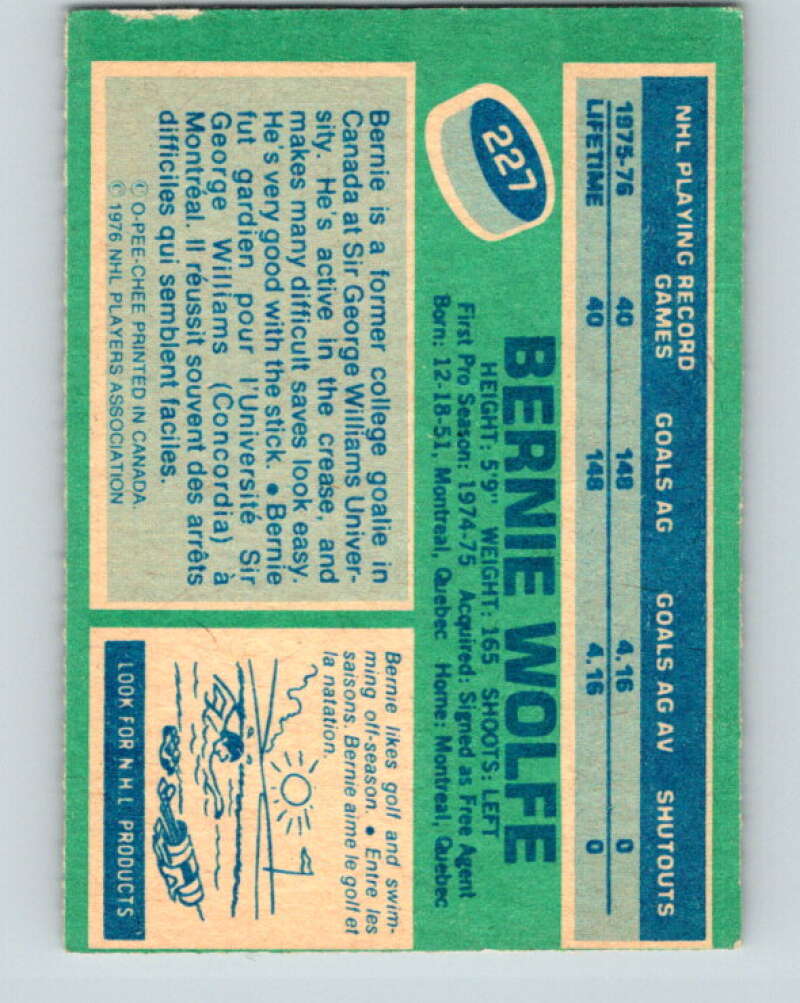 NHL PLAYING RECORD
GAMES GOALS AG GOALS AG AV SHUTOUTS
1975-76 40 148 4.16 0
LIFETIME 40 148 4.16 0
227
BERNIE WOLFE
HEIGHT: 5'9" WEIGHT: 165 SHOOTS: LEFT
First Pro Season: 1974-75 Acquired: Signed as Free Agent
Born: 12-18-51, Montreal, Quebec Home: Montreal, Quebec
Bernie is a former college goalie in
Canada at Sir George Williams Univer-
sity. He's active in the crease, and
makes many difficult saves look easy.
He's very good with the stick. ● Bernie
fut gardien pour l'Université Sir
George Williams (Concordia) à
Montréal. Il réussit souvent des arrêts
difficiles qui semblent faciles.
© O-PEE-CHEE PRINTED IN CANADA.
© 1976 NHL PLAYERS ASSOCIATION
Bernie likes golf and swim-
ming off-season. ● Entre les
saisons. Bernie aime le golf et
la natation.
LOOK FOR N H L PRODUCTS